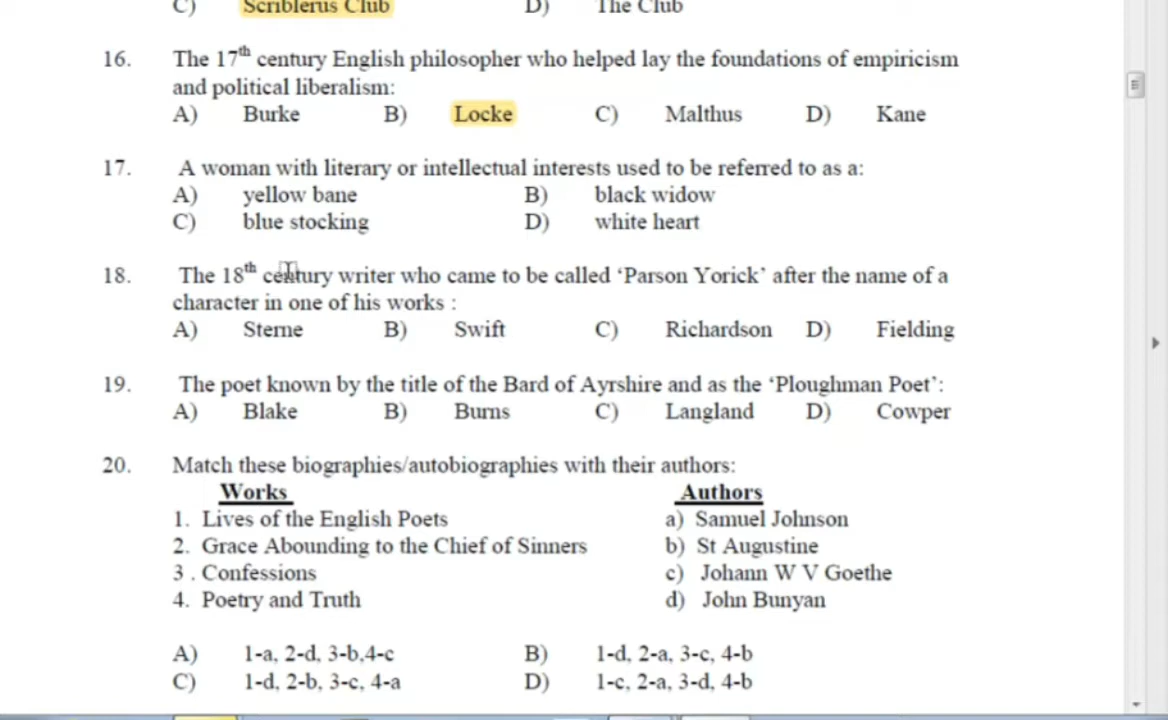 C) Scriblerus Club D) The Club
16. The 17th century English philosopher who helped lay the foundations of empiricism
and political liberalism:
A) Burke B) Locke C) Malthus D) Kane
17. A woman with literary or intellectual interests used to be referred to as a:
A) yellow bane B) black widow
C) blue stocking D) white heart
18. The 18th century writer who came to be called ‘Parson Yorick’ after the name of a
character in one of his works :
A) Sterne B) Swift C) Richardson D) Fielding
19. The poet known by the title of the Bard of Ayrshire and as the ‘Ploughman Poet’:
A) Blake B) Burns C) Langland D) Cowper
20. Match these biographies/autobiographies with their authors:
Works Authors
1. Lives of the English Poets a) Samuel Johnson
2. Grace Abounding to the Chief of Sinners b) St Augustine
3 . Confessions c) Johann W V Goethe
4. Poetry and Truth d) John Bunyan
A) 1-a, 2-d, 3-b,4-c B) 1-d, 2-a, 3-c, 4-b
C) 1-d, 2-b, 3-c, 4-a D) 1-c, 2-a, 3-d, 4-b